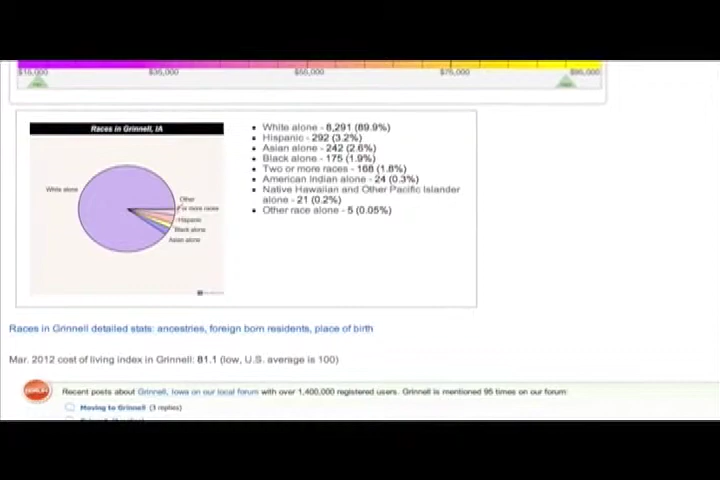 $15,000 $35,000 $55,000 $75,000 $95,000
Races in Grinnell, IA
White alone
Other
or more races
Hispanic
Black alone
Asian alone
White alone - 8,291 (89.9%)
Hispanic - 292 (3.2%)
Asian alone - 242 (2.6%)
Black alone - 175 (1.9%)
Two or more races - 168 (1.8%)
American Indian alone - 24 (0.3%)
Native Hawaiian and Other Pacific Islander
alone - 21 (0.2%)
Other race alone - 5 (0.05%)
Races in Grinnell detailed stats: ancestries, foreign born residents, place of birth
Mar. 2012 cost of living index in Grinnell: 81.1 (low, U.S. average is 100)
Recent posts about Grinnell, Iowa on our local forum with over 1,400,000 registered users. Grinnell is mentioned 95 times on our forum:
Moving to Grinnell (3 replies)